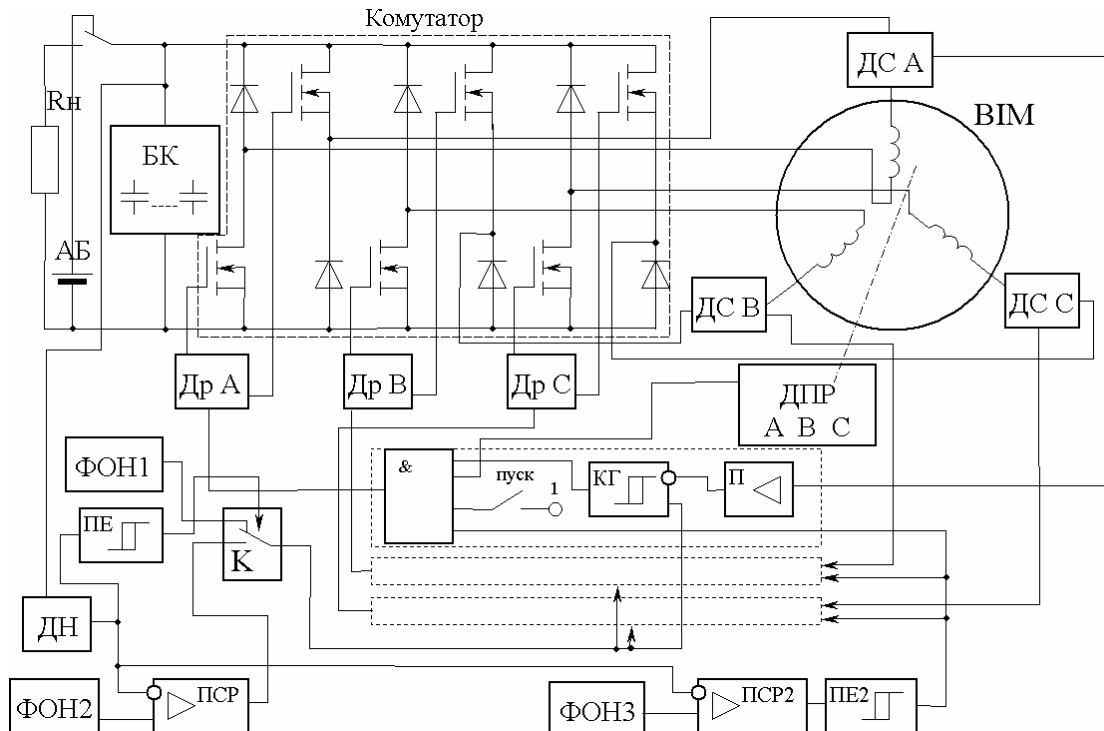 Комутатор
ДС А
ВІМ
Rн
БК
АБ
ДС В
ДС С
Др А
Др В
Др С
ДПР
А В С
ФОН1
&
пуск
1
КГ
П
ПЕ
К
ДН
ФОН2
ПСР
ФОН3
ПСР2
ПЕ2